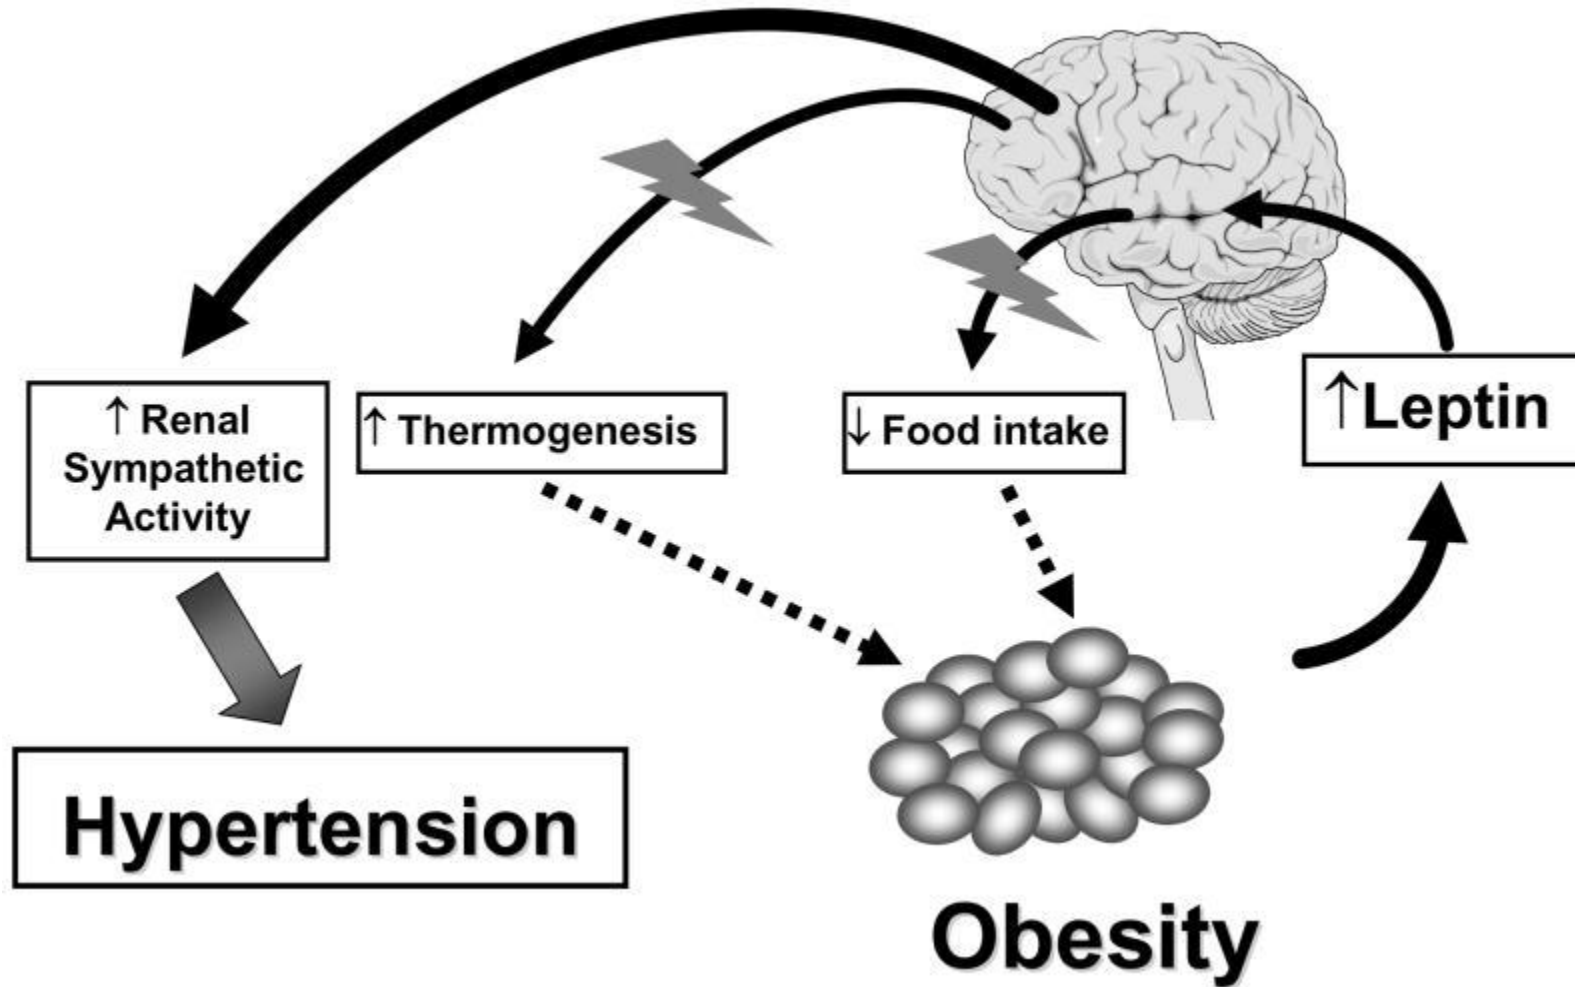 ↑ Renal
Sympathetic
Activity
↑ Thermogenesis
↓ Food intake
↑Leptin
Hypertension
Obesity